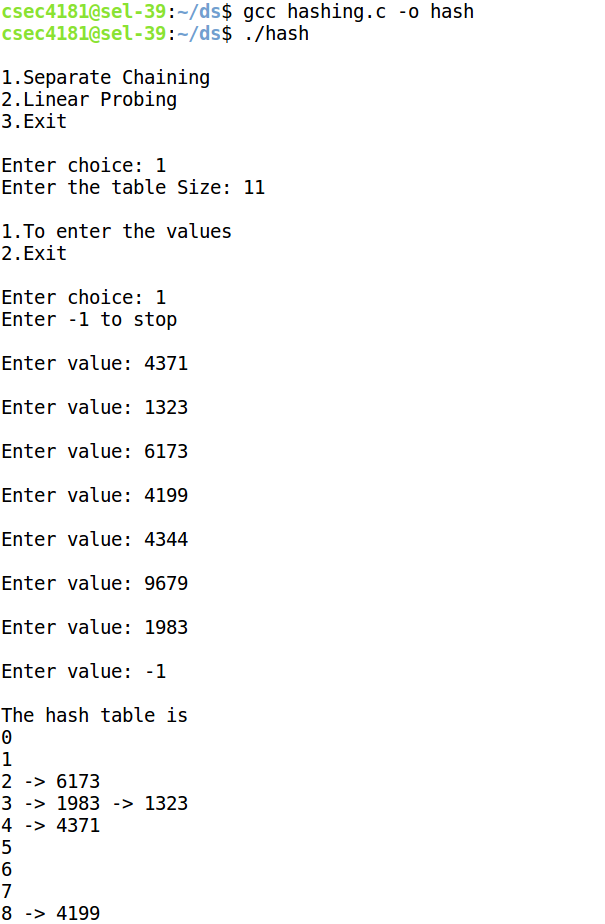 csec4181@sel-39:~/ds$ gcc hashing.c -o hash
csec4181@sel-39:~/ds$ ./hash
1.Separate Chaining
2.Linear Probing
3.Exit
Enter choice: 1
Enter the table Size: 11
1.To enter the values
2.Exit
Enter choice: 1
Enter -1 to stop
Enter value: 4371
Enter value: 1323
Enter value: 6173
Enter value: 4199
Enter value: 4344
Enter value: 9679
Enter value: 1983
Enter value: -1
The hash table is
0
1
2 -> 6173
3 -> 1983 -> 1323
4 -> 4371
5
6
7
8 -> 4199